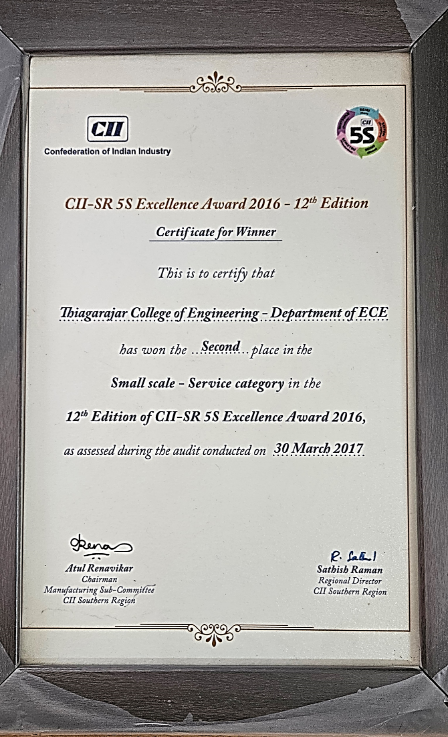 CII
Confederation of Indian Industry
CII
5S
CII-SR 5S Excellence Award 2016 - 12th Edition
Certificate for Winner
This is to certify that
Thiagarajar College of Engineering - Department of ECE
has won the ...Second... place in the
Small scale - Service category in the
12th Edition of CII-SR 5S Excellence Award 2016,
as assessed during the audit conducted on 30 March 2017
Atul Renavikar
Chairman
Manufacturing Sub-Committee
CII Southern Region
Sathish Raman
Regional Director
CII Southern Region